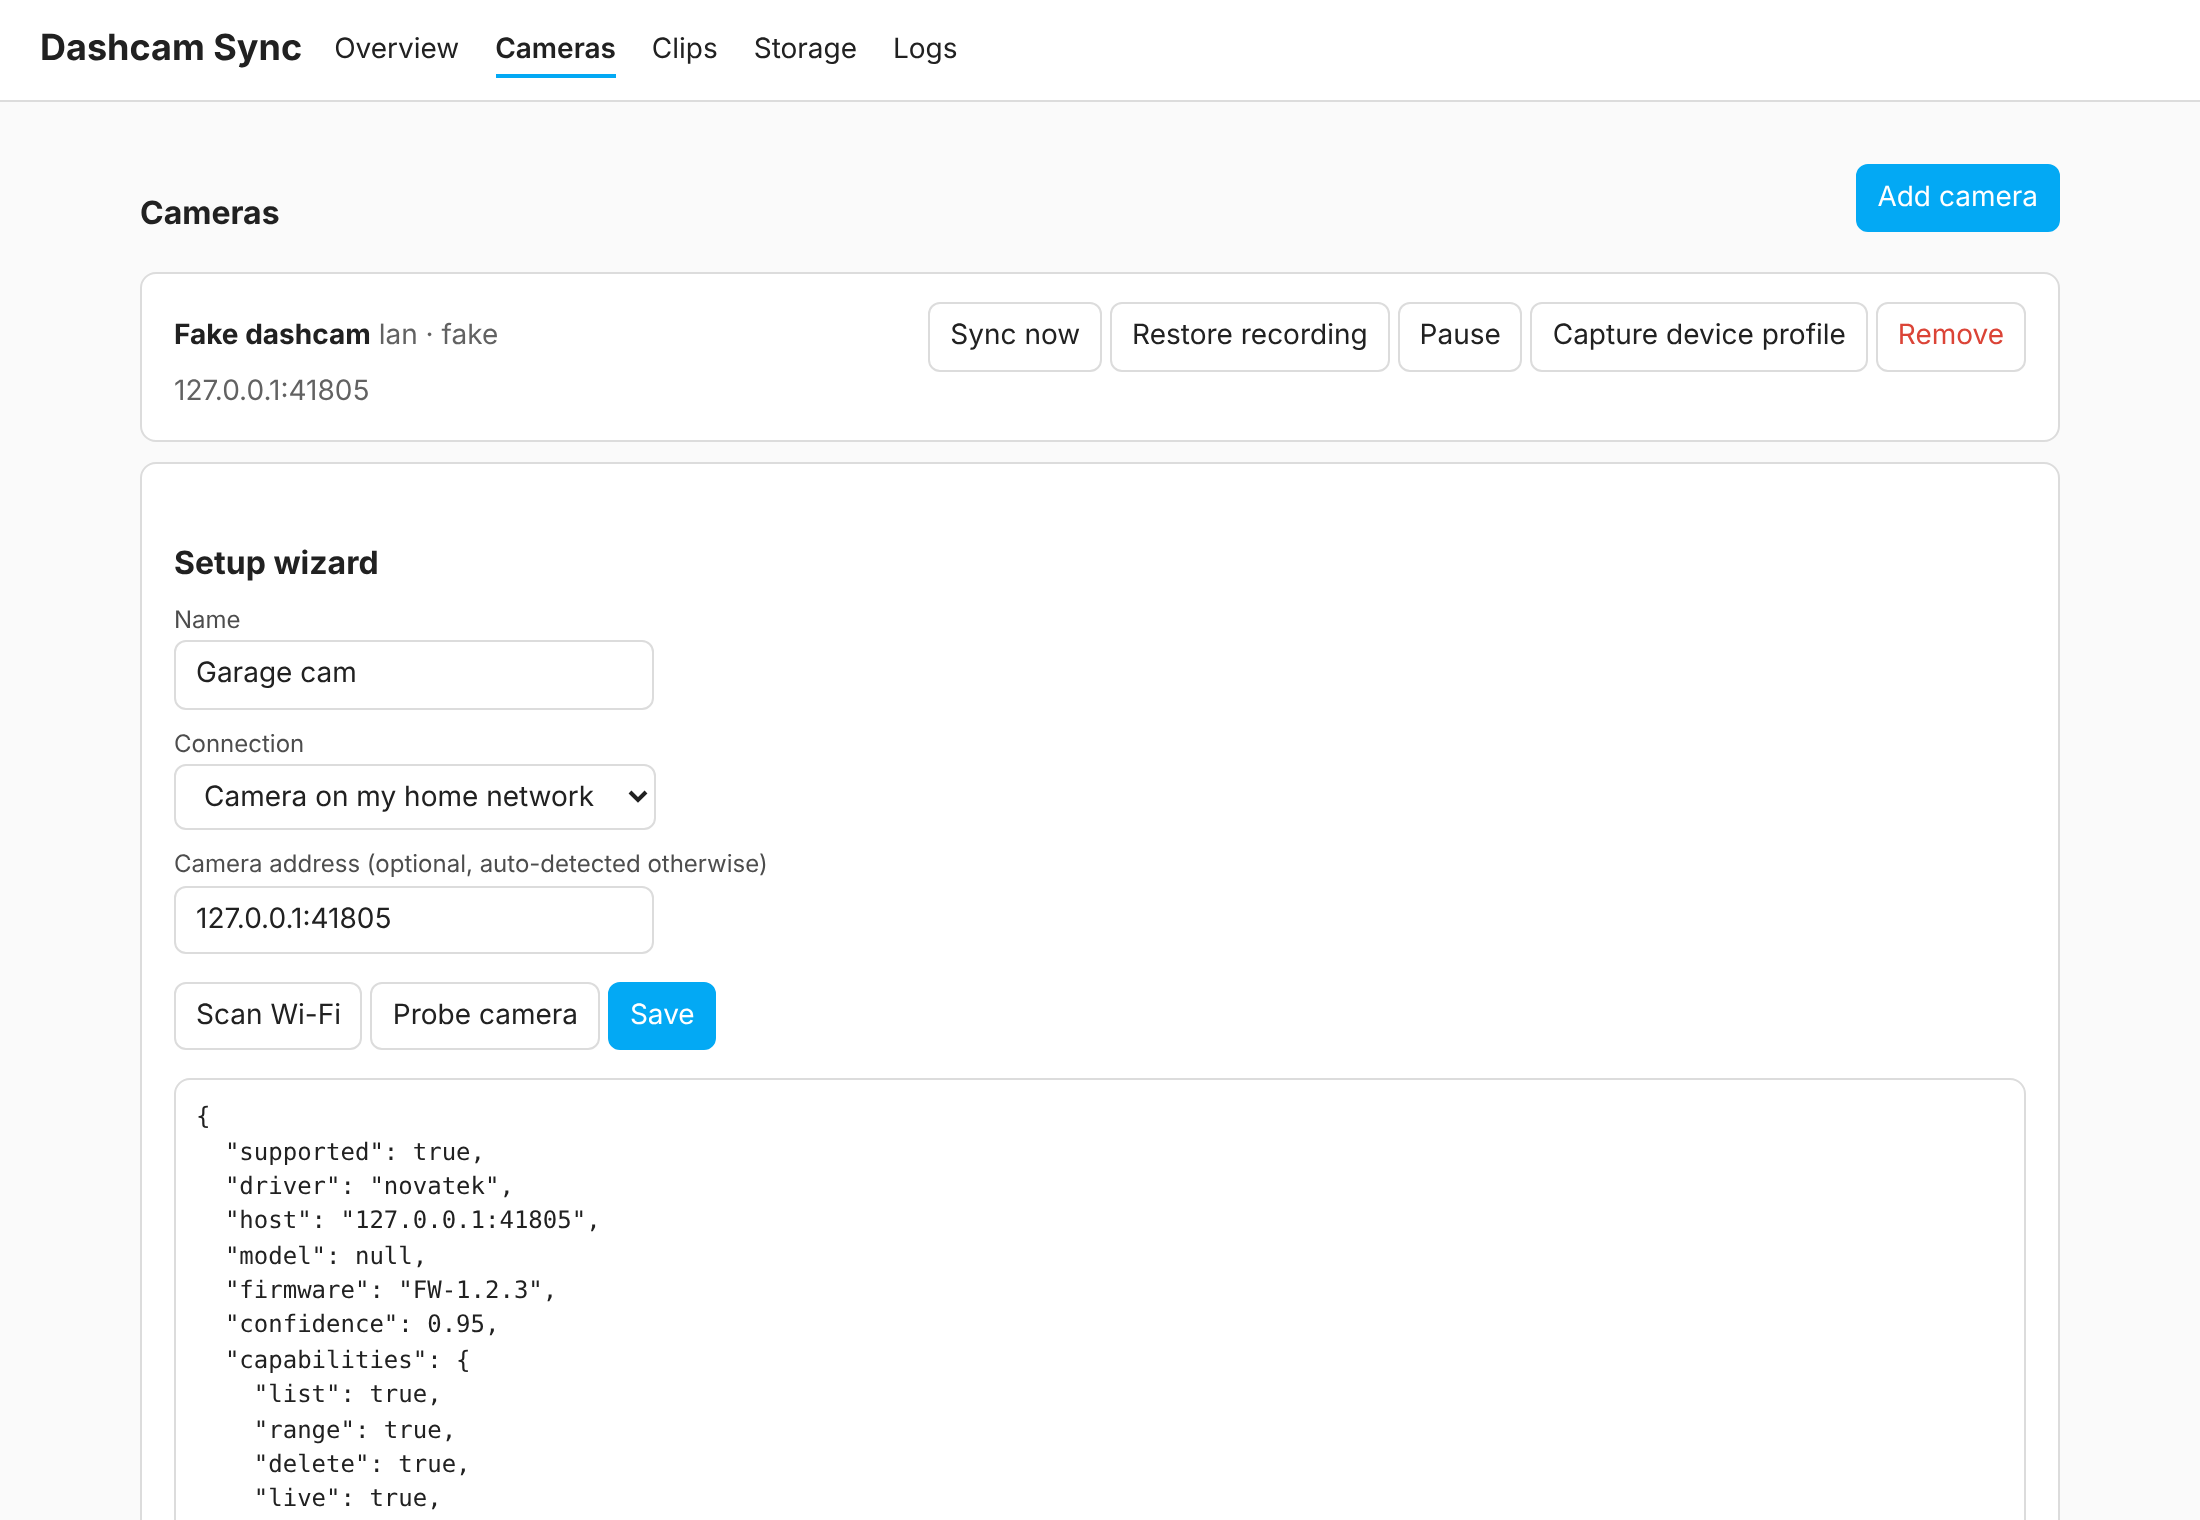 Dashcam Sync Overview Cameras Clips Storage Logs
Cameras
Add camera
Fake dashcam lan · fake
Sync now Restore recording Pause Capture device profile Remove
127.0.0.1:41805
Setup wizard
Name
Garage cam
Connection
Camera on my home network
Camera address (optional, auto-detected otherwise)
127.0.0.1:41805
Scan Wi-Fi Probe camera Save
{
  "supported": true,
  "driver": "novatek",
  "host": "127.0.0.1:41805",
  "model": null,
  "firmware": "FW-1.2.3",
  "confidence": 0.95,
  "capabilities": {
    "list": true,
    "range": true,
    "delete": true,
    "live": true,